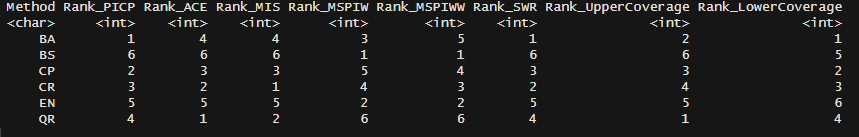 Method Rank_PICP Rank_ACE Rank_MIS Rank_MSPIW Rank_MSPIWW Rank_SWR Rank_UpperCoverage Rank_LowerCoverage
<char> <int> <int> <int> <int> <int> <int> <int> <int>
BA 1 4 4 3 5 1 2 1
BS 6 6 6 1 1 6 6 5
CP 2 3 3 5 4 3 3 2
CR 3 2 1 4 3 2 4 3
EN 5 5 5 2 2 5 5 6
QR 4 1 2 6 6 4 1 4